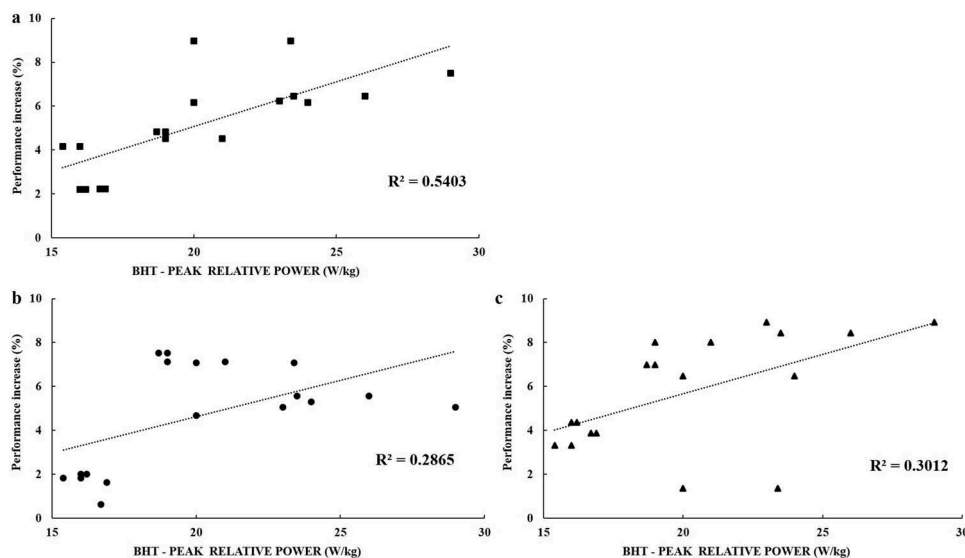 a
10
8
6
4
2
0
Performance increase (%)
R² = 0.5403
15 20 25 30
BHT - PEAK RELATIVE POWER (W/kg)
b
10
8
6
4
2
0
Performance increase (%)
R² = 0.2865
15 20 25 30
BHT - PEAK RELATIVE POWER (W/kg)
c
10
8
6
4
2
0
Performance increase (%)
R² = 0.3012
15 20 25 30
BHT - PEAK RELATIVE POWER (W/kg)